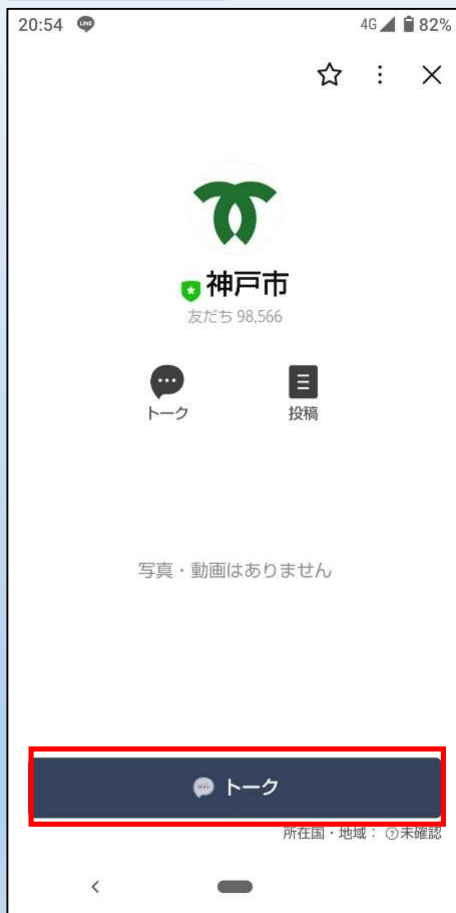 20:54 LINE 4G 82%
神戸市
友だち 98,566
トーク 投稿
写真・動画はありません
トーク
所在国・地域： ?未確認